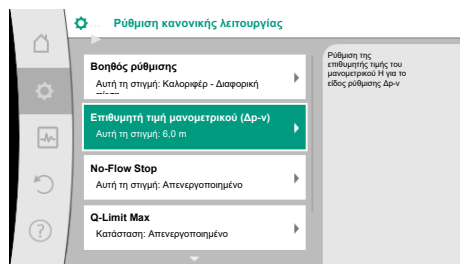 Ρύθμιση κανονικής λειτουργίας
Βοηθός ρύθμισης
Αυτή τη στιγμή: Καλοριφέρ - Διαφορική
Επιθυμητή τιμή μανομετρικού (Δp-v)
Αυτή τη στιγμή: 6,0 m
No-Flow Stop
Αυτή τη στιγμή: Απενεργοποιημένο
Q-Limit Max
Κατάσταση: Απενεργοποιημένο
Ρύθμιση της
επιθυμητής τιμής του
μανομετρικού H για το
είδος ρύθμισης Δp-v